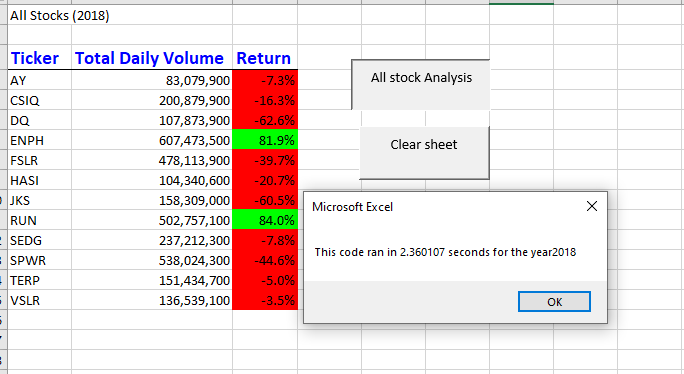 All Stocks (2018)
Ticker Total Daily Volume Return
AY 83,079,900 -7.3%
All stock Analysis
CSIQ 200,879,900 -16.3%
DQ 107,873,900 -62.6%
ENPH 607,473,500 81.9%
Clear sheet
FSLR 478,113,900 -39.7%
HASI 104,340,600 -20.7%
JKS 158,309,000 -60.5%
RUN 502,757,100 84.0%
SEDG 237,212,300 -7.8%
SPWR 538,024,300 -44.6%
TERP 151,434,700 -5.0%
VSLR 136,539,100 -3.5%
Microsoft Excel
This code ran in 2.360107 seconds for the year2018
OK